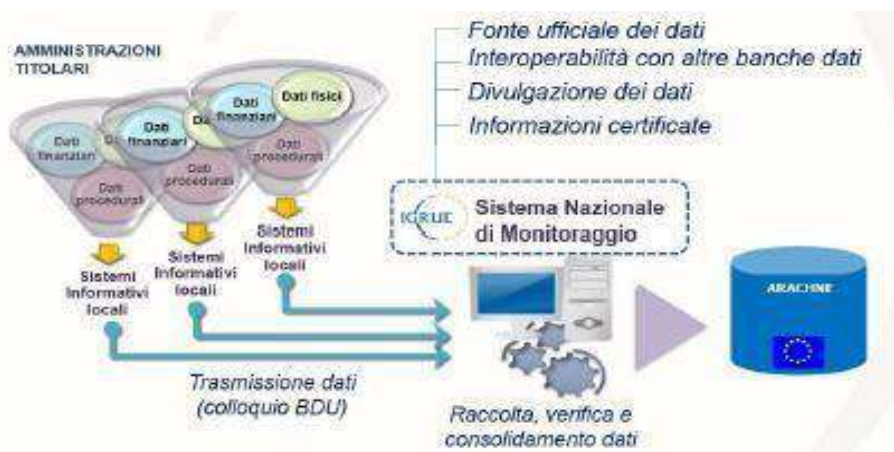 AMMINISTRAZIONI
TITOLARI
Fonte ufficiale dei dati
Interoperabilità con altre banche dati
Divulgazione dei dati
Informazioni certificate
Dati
finanziari
Dati
finanziari
Dati
finanziari
Dati fisici
Dati
procedurali
Dati
procedurali
Dati
procedurali
Sistemi
Informativi
locali
Sistemi
Informativi
locali
Sistemi
Informativi
locali
IGRUE
Sistema Nazionale
di Monitoraggio
ARACHNE
Trasmissione dati
(colloquio BDU)
Raccolta, verifica e
consolidamento dati